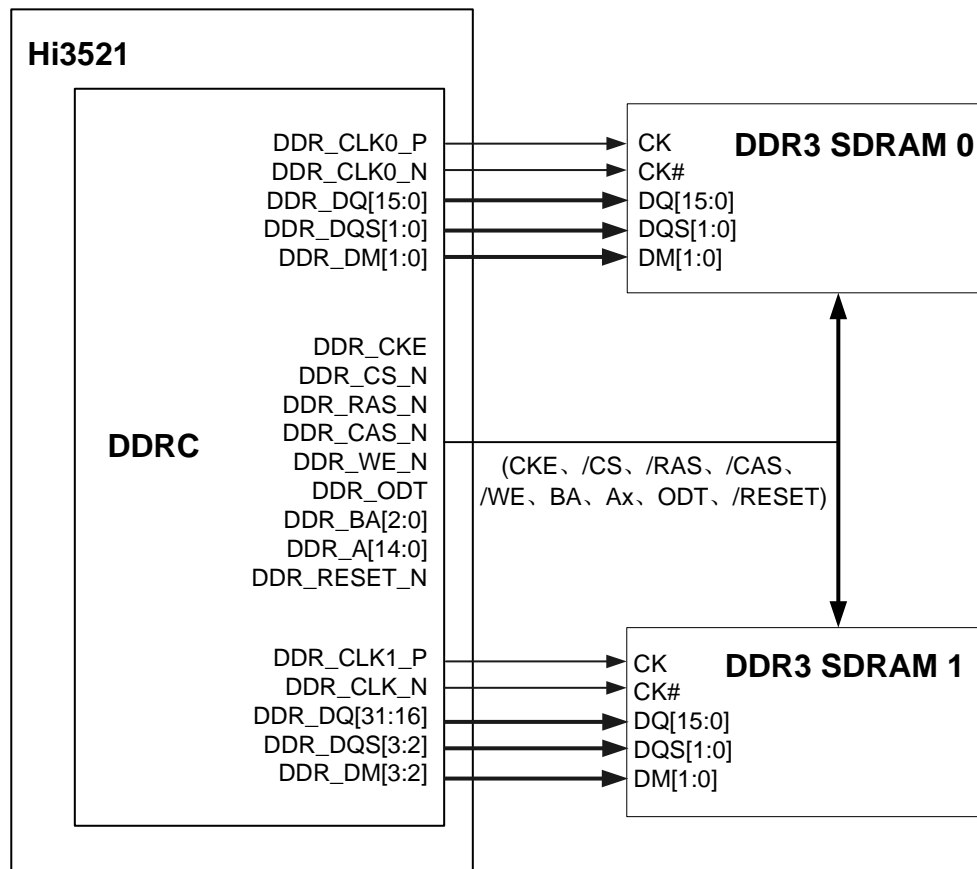 Hi3521
DDRC
DDR_CLK0_P
DDR_CLK0_N
DDR_DQ[15:0]
DDR_DQS[1:0]
DDR_DM[1:0]
DDR_CKE
DDR_CS_N
DDR_RAS_N
DDR_CAS_N
DDR_WE_N
DDR_ODT
DDR_BA[2:0]
DDR_A[14:0]
DDR_RESET_N
DDR_CLK1_P
DDR_CLK_N
DDR_DQ[31:16]
DDR_DQS[3:2]
DDR_DM[3:2]
DDR3 SDRAM 0
CK
CK#
DQ[15:0]
DQS[1:0]
DM[1:0]
(CKE、/CS、/RAS、/CAS、
/WE、BA、Ax、ODT、/RESET)
DDR3 SDRAM 1
CK
CK#
DQ[15:0]
DQS[1:0]
DM[1:0]